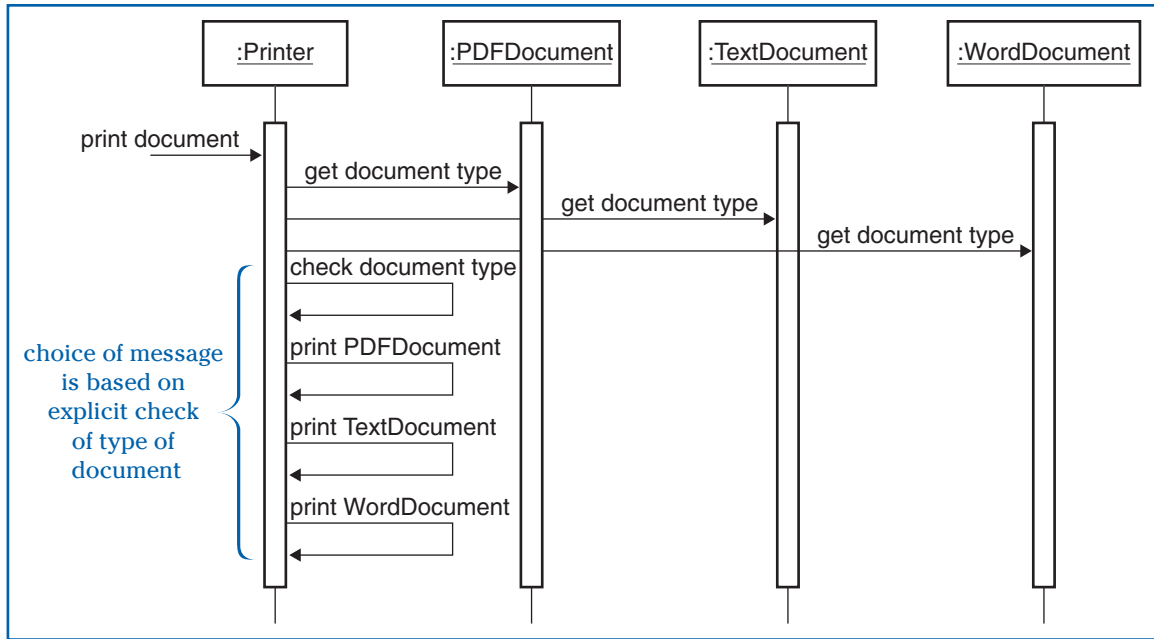 :Printer
:PDFDocument
:TextDocument
:WordDocument
print document
get document type
get document type
get document type
check document type
print PDFDocument
print TextDocument
print WordDocument
choice of message
is based on
explicit check
of type of
document